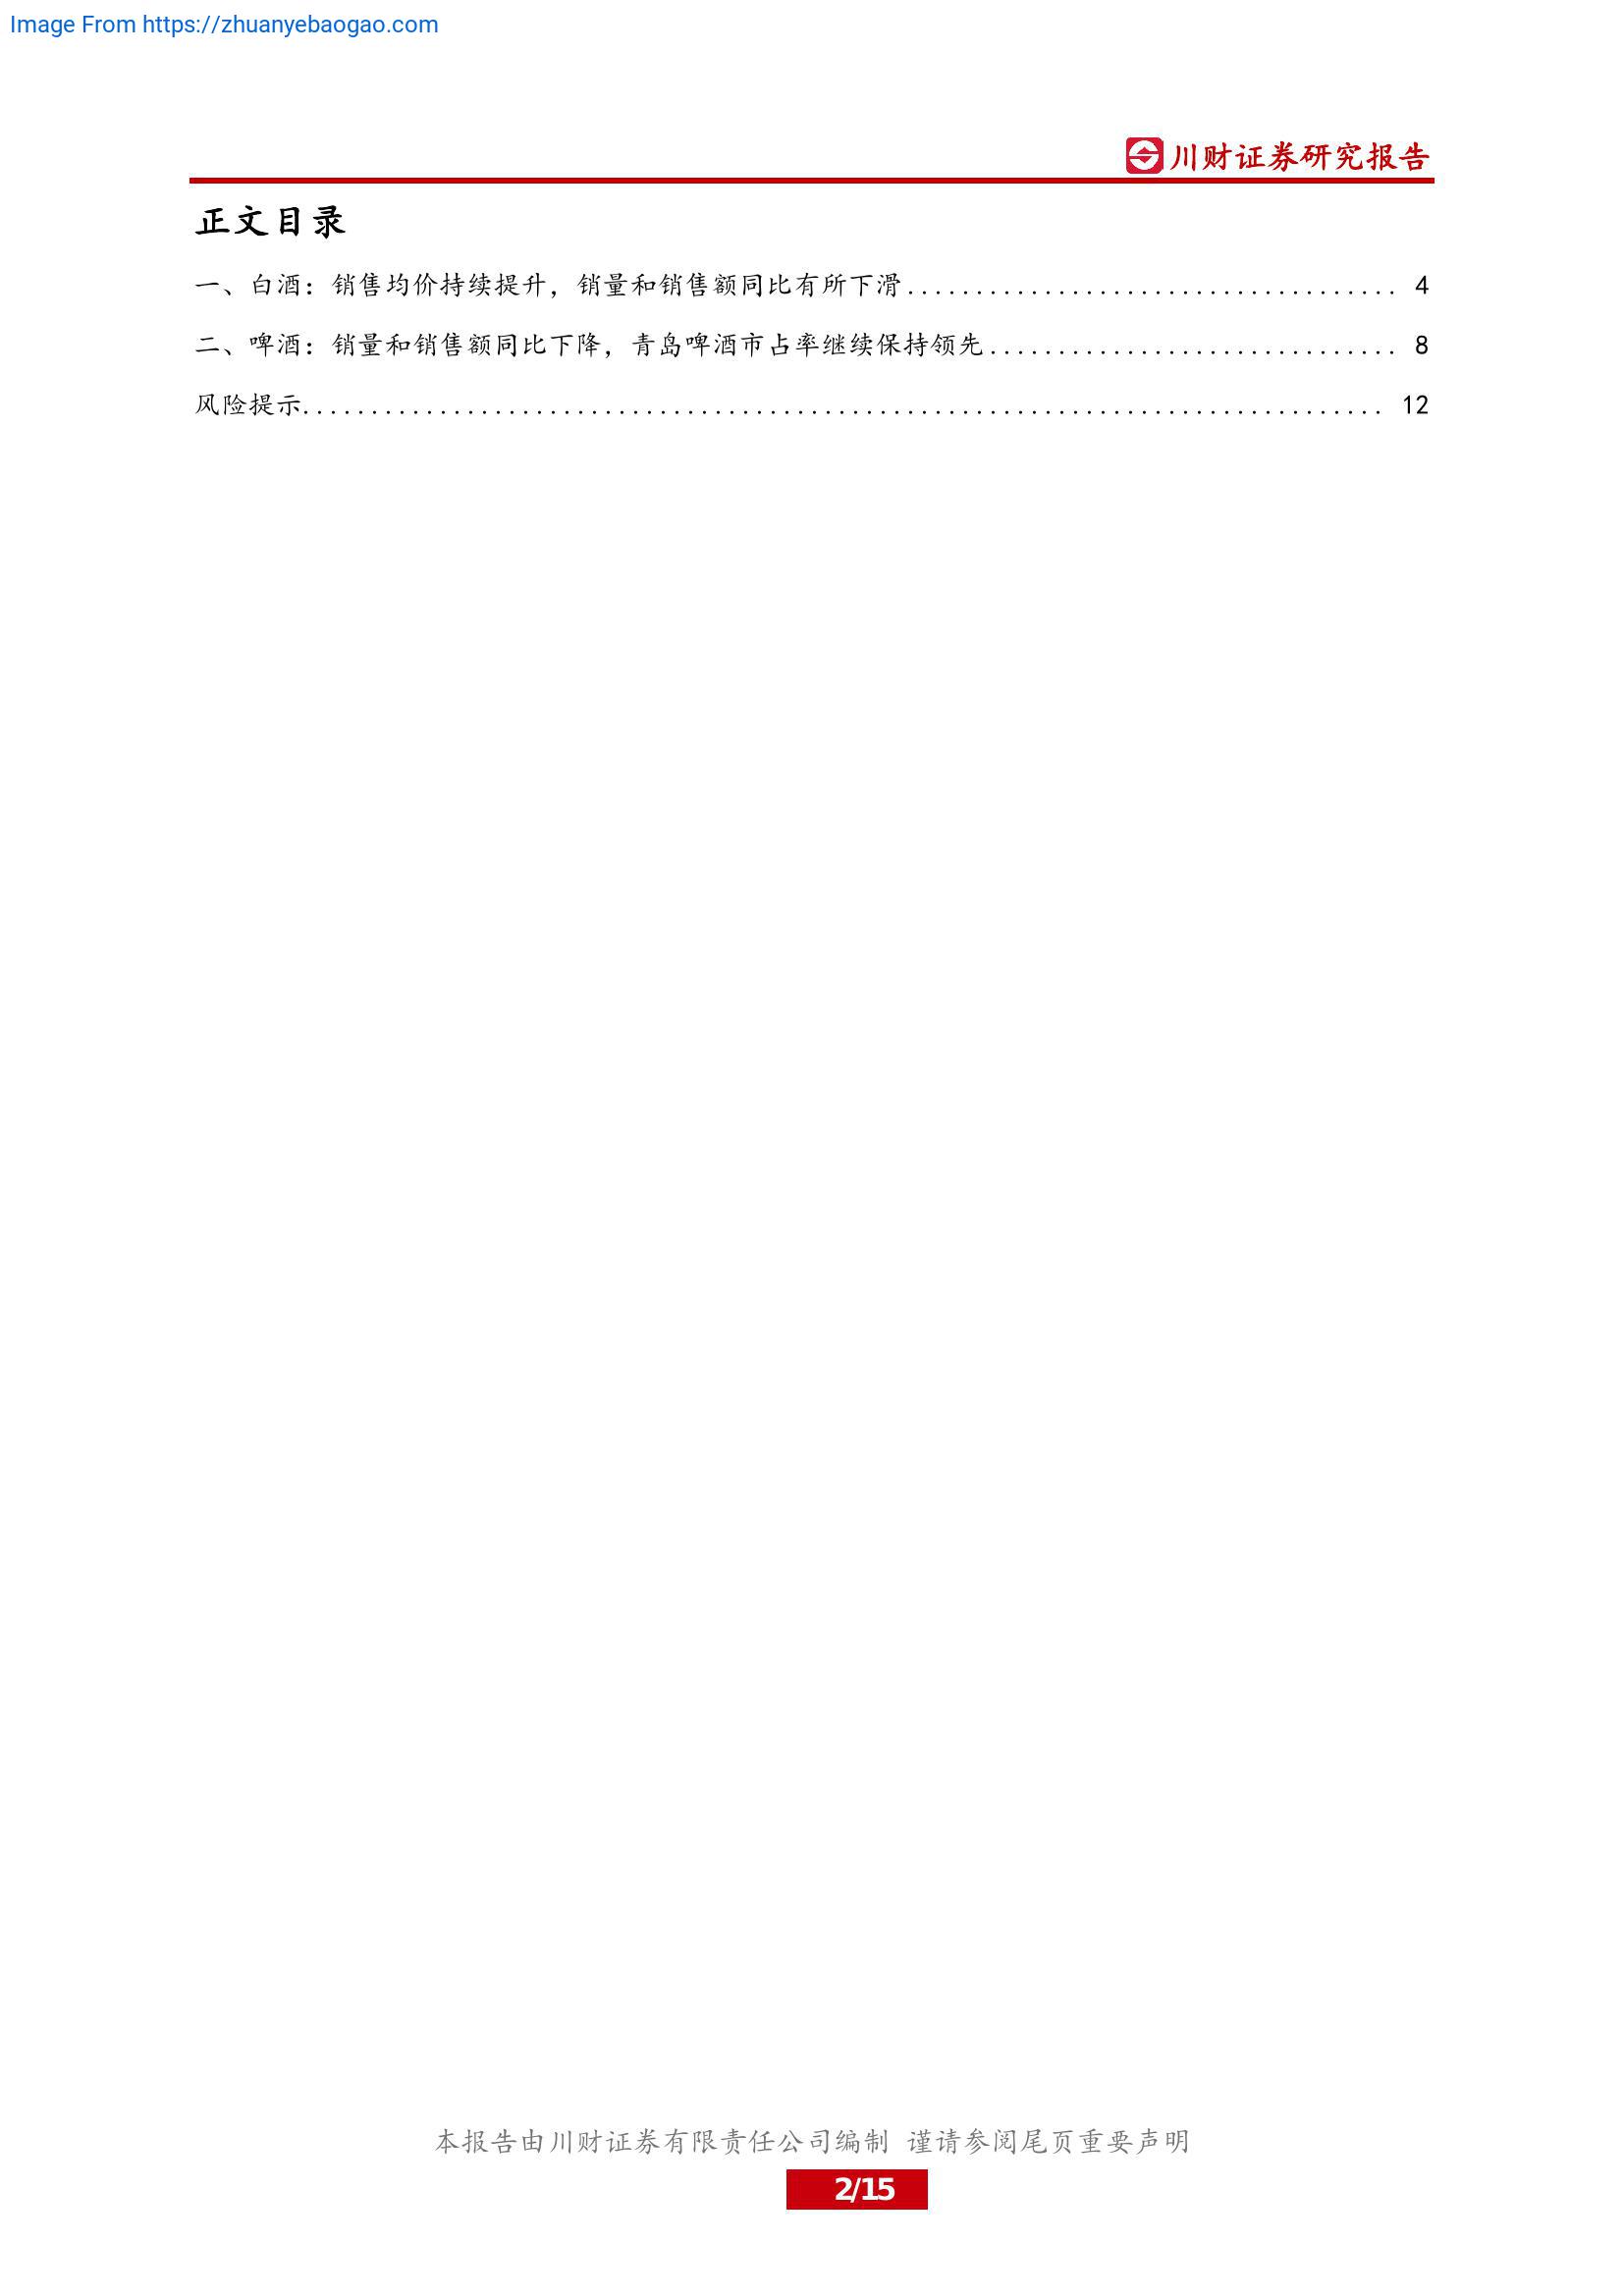 Image From https://zhuanyebaogao.com
川财证券研究报告
正文目录
一、白酒：销售均价持续提升，销量和销售额同比有所下滑.................................... 4
二、啤酒：销量和销售额同比下降，青岛啤酒市占率继续保持领先.............................. 8
风险提示............................................................................... 12
本报告由川财证券有限责任公司编制 谨请参阅尾页重要声明
2/15